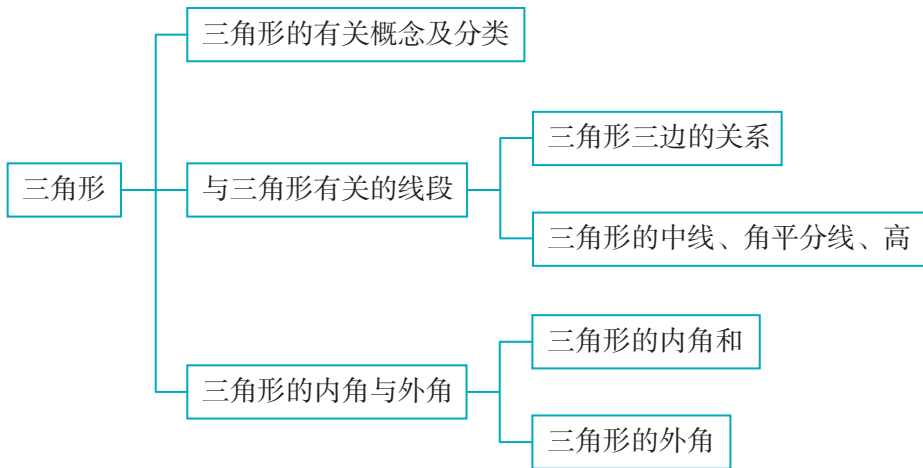 三角形的有关概念及分类
三角形三边的关系
三角形
与三角形有关的线段
三角形的中线、角平分线、高
三角形的内角和
三角形的内角与外角
三角形的外角